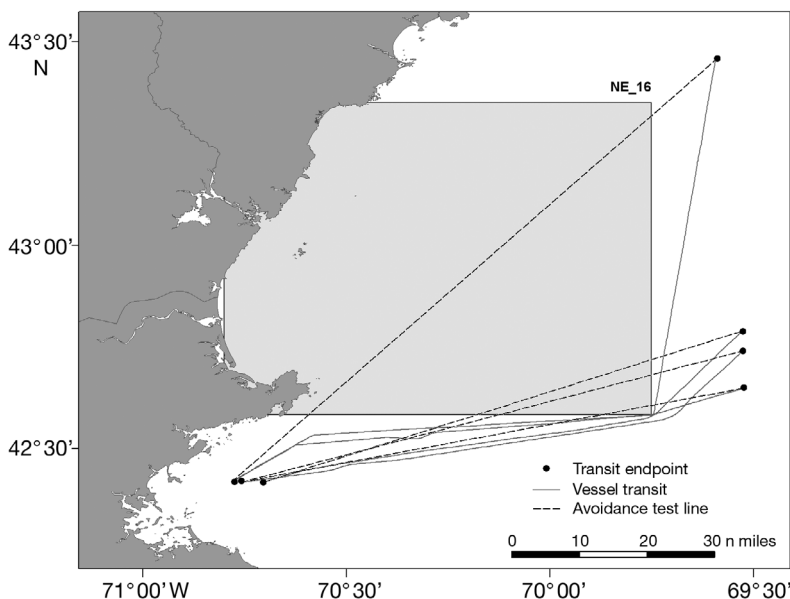 43°30'
N
NE_16
43°00'
42°30'
Transit endpoint
Vessel transit
Avoidance test line
0 10 20 30 n miles
71°00'W 70°30' 70°00' 69°30'